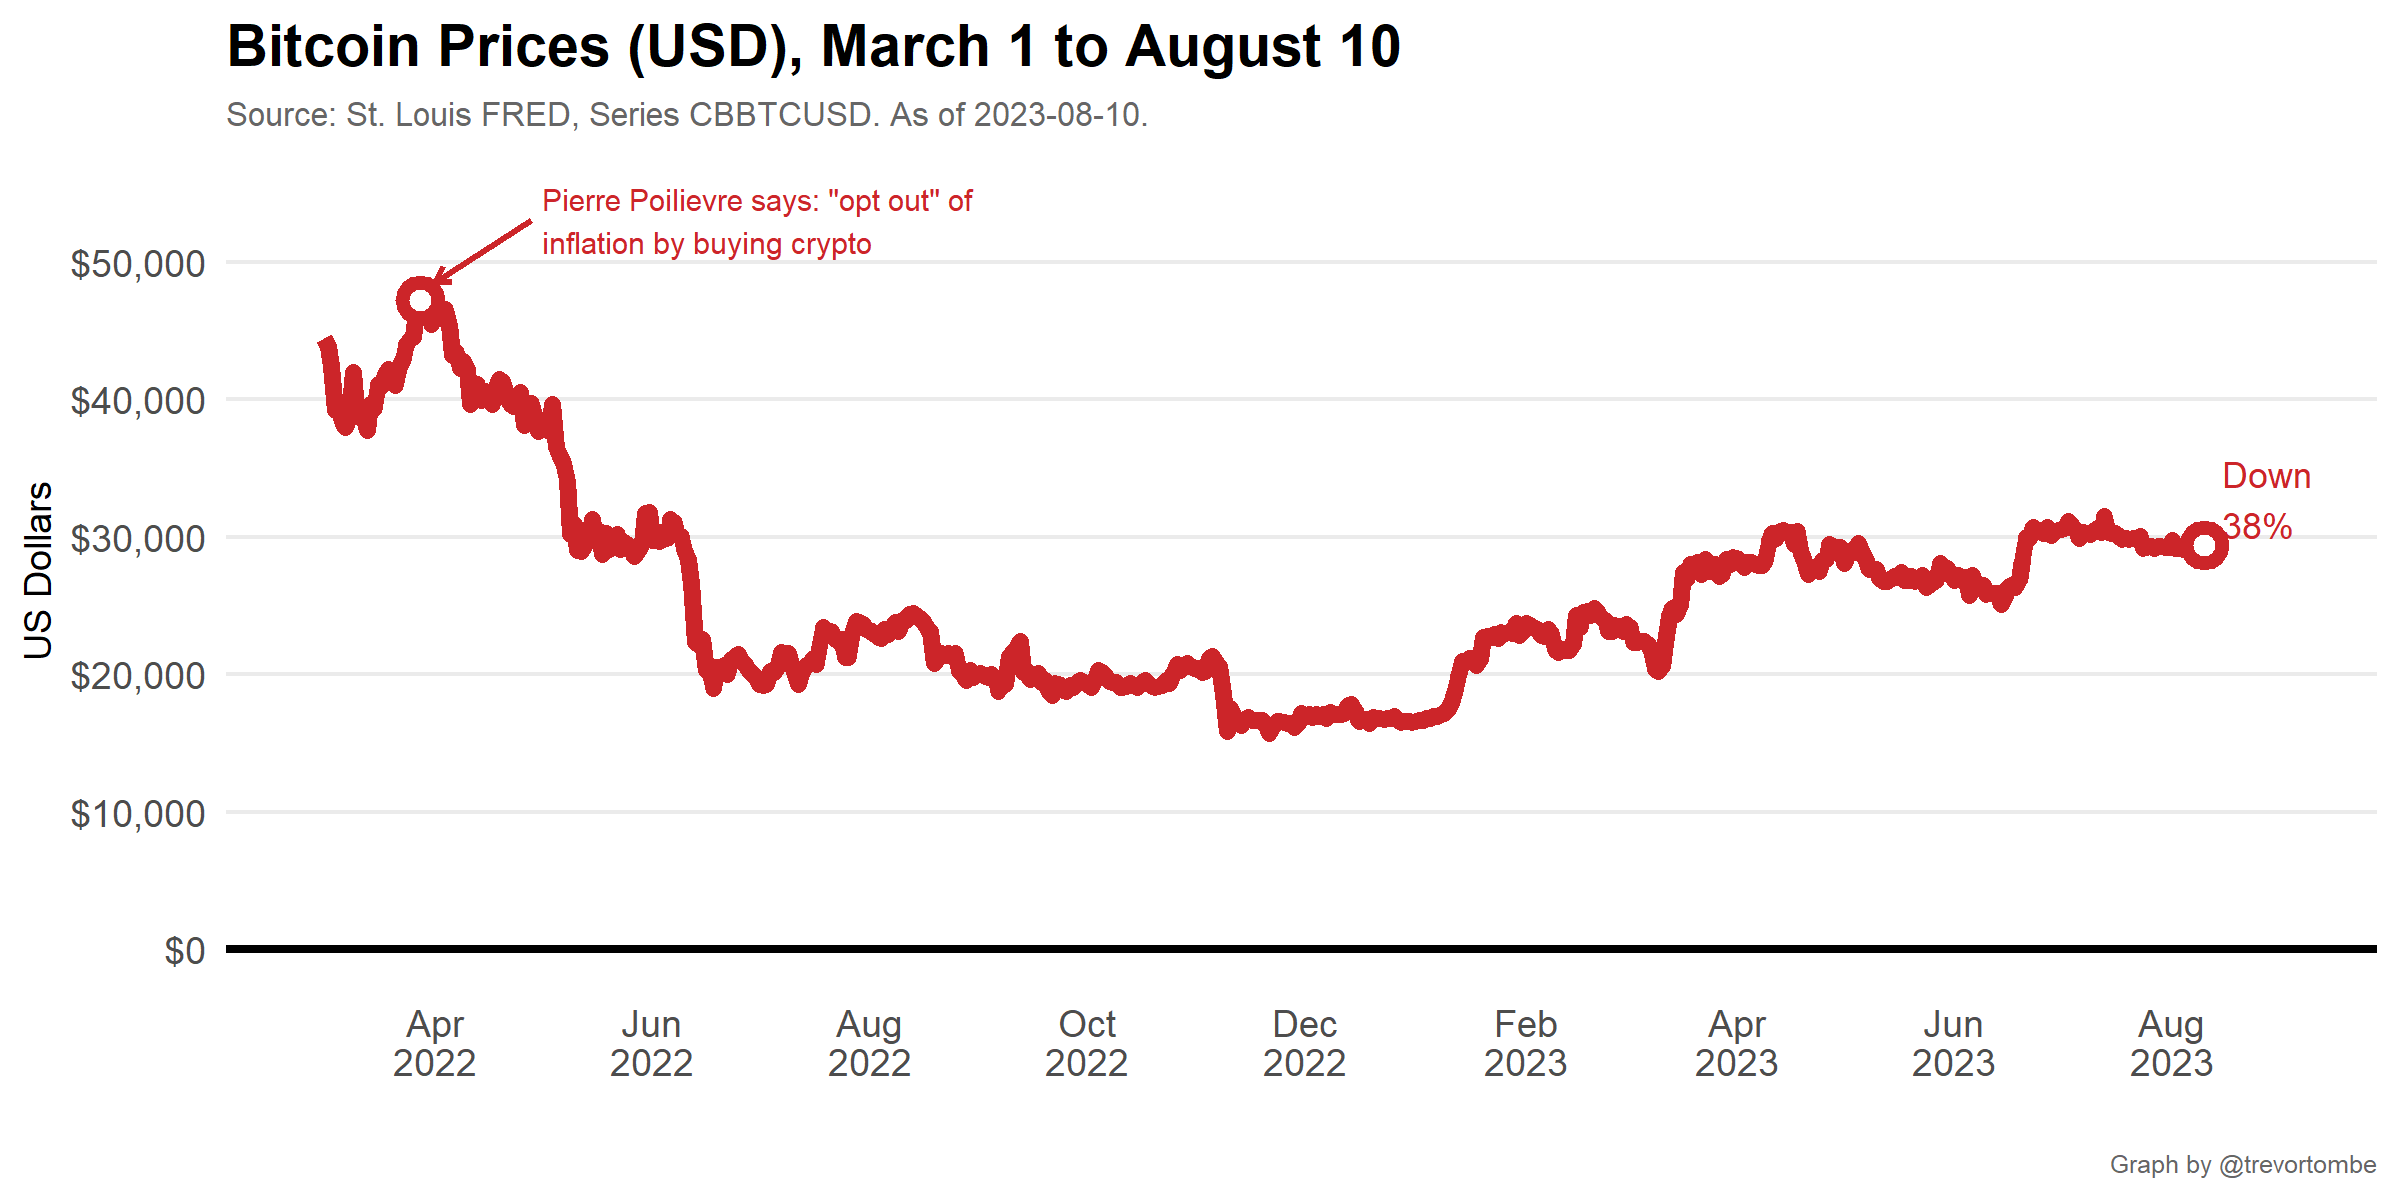 Bitcoin Prices (USD), March 1 to August 10
Source: St. Louis FRED, Series CBBTCUSD. As of 2023-08-10.
Pierre Poilievre says: "opt out" of
inflation by buying crypto
$50,000
$40,000
$30,000
$20,000
$10,000
$0
US Dollars
Down
38%
Apr
2022
Jun
2022
Aug
2022
Oct
2022
Dec
2022
Feb
2023
Apr
2023
Jun
2023
Aug
2023
Graph by @trevortombe